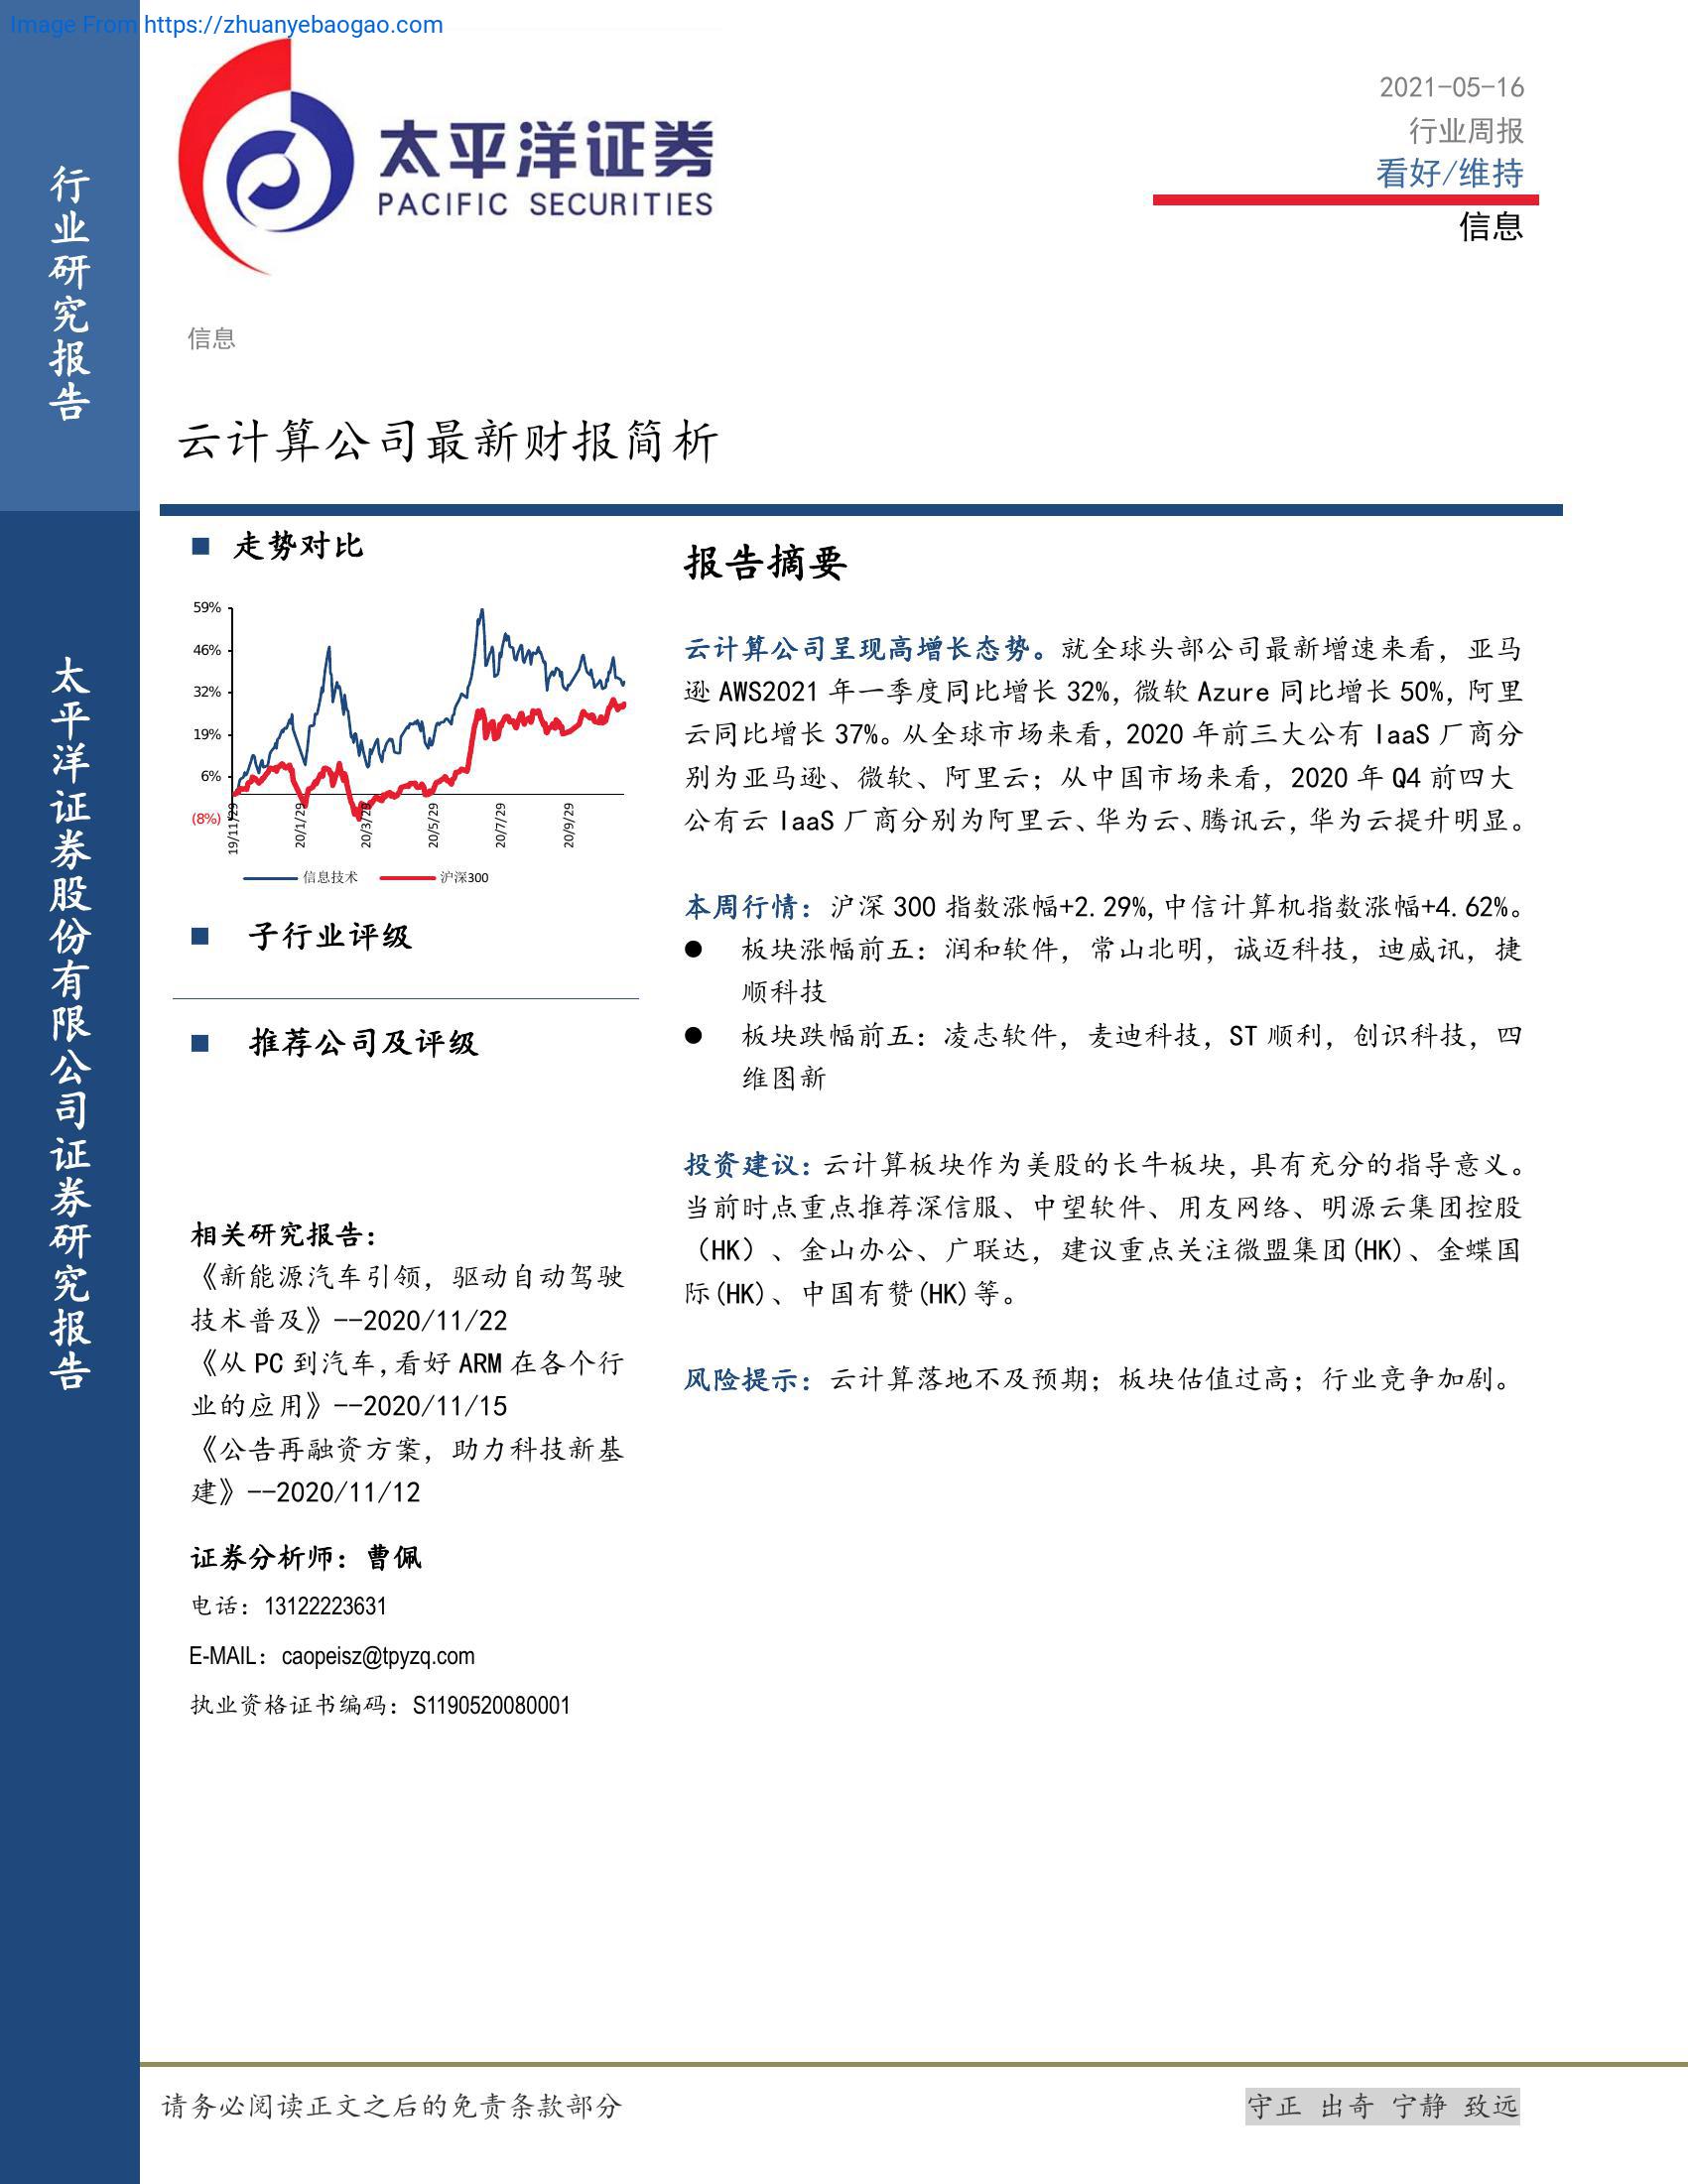 Image From https://zhuanyebaogao.com
太平洋证券
PACIFIC SECURITIES
2021-05-16
行业周报
看好/维持
信息
行业研究报告
太平洋证券股份有限公司证券研究报告
信息
云计算公司最新财报简析
走势对比
59%
46%
32%
19%
6%
(8%)
19/11/29
20/1/29
20/3/29
20/5/29
20/7/29
20/9/29
信息技术
沪深300
子行业评级
推荐公司及评级
相关研究报告：
《新能源汽车引领，驱动自动驾驶
技术普及》--2020/11/22
《从 PC 到汽车,看好 ARM 在各个行
业的应用》--2020/11/15
《公告再融资方案，助力科技新基
建》--2020/11/12
证券分析师：曹佩
电话：13122223631
E-MAIL：caopeisz@tpyzq.com
执业资格证书编码：S1190520080001
报告摘要
云计算公司呈现高增长态势。就全球头部公司最新增速来看，亚马
逊 AWS2021 年一季度同比增长 32%，微软 Azure 同比增长 50%，阿里
云同比增长 37%。从全球市场来看，2020 年前三大公有 IaaS 厂商分
别为亚马逊、微软、阿里云；从中国市场来看，2020 年 Q4 前四大
公有云 IaaS 厂商分别为阿里云、华为云、腾讯云，华为云提升明显。
本周行情：沪深 300 指数涨幅+2.29%,中信计算机指数涨幅+4.62%。
● 板块涨幅前五：润和软件，常山北明，诚迈科技，迪威讯，捷
顺科技
● 板块跌幅前五：凌志软件，麦迪科技，ST 顺利，创识科技，四
维图新
投资建议：云计算板块作为美股的长牛板块，具有充分的指导意义。
当前时点重点推荐深信服、中望软件、用友网络、明源云集团控股
（HK）、金山办公、广联达，建议重点关注微盟集团(HK)、金蝶国
际(HK)、中国有赞(HK)等。
风险提示：云计算落地不及预期；板块估值过高；行业竞争加剧。
请务必阅读正文之后的免责条款部分
守正 出奇 宁静 致远